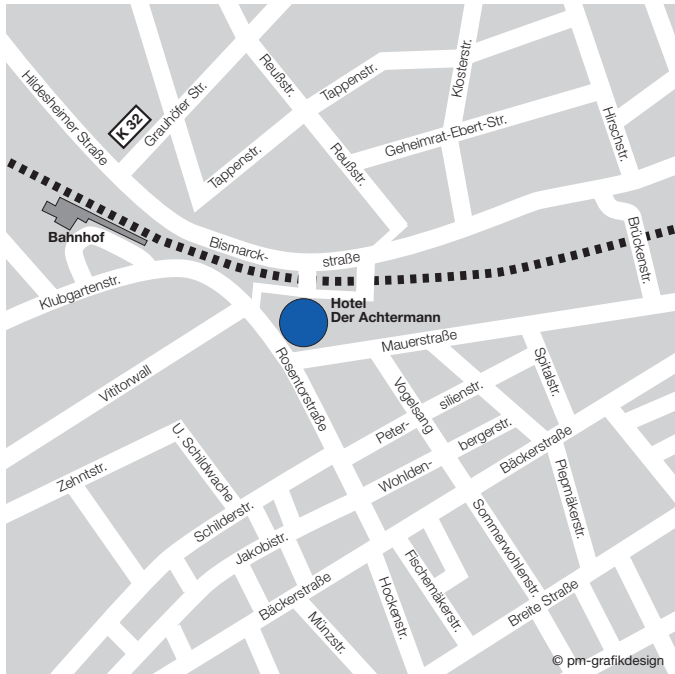 Hildesheimer Straße
K 32
Grauhöfer Str.
Reußstr.
Tappenstr.
Klosterstr.
Hirschstr.
Geheimrat-Ebert-Str.
Tappenstr.
Reußstr.
Bahnhof
Bismarck-
straße
Brückenstr.
Klubgartenstr.
Hotel
Der Achtermann
Mauerstraße
Rosentorstraße
Vititorwall
Vogelsang
Peter-
silienstr.
Spitalstr.
U. Schildwache
Zehntstr.
Wohlden-
bergerstr.
Bäckerstraße
Piepmäkerstr.
Schilderstr.
Jakobistr.
Sommerwohlenstr.
Bäckerstraße
Fischemäkerstr.
Hockenstr.
Münzstr.
Breite Straße
© pm-grafikdesign